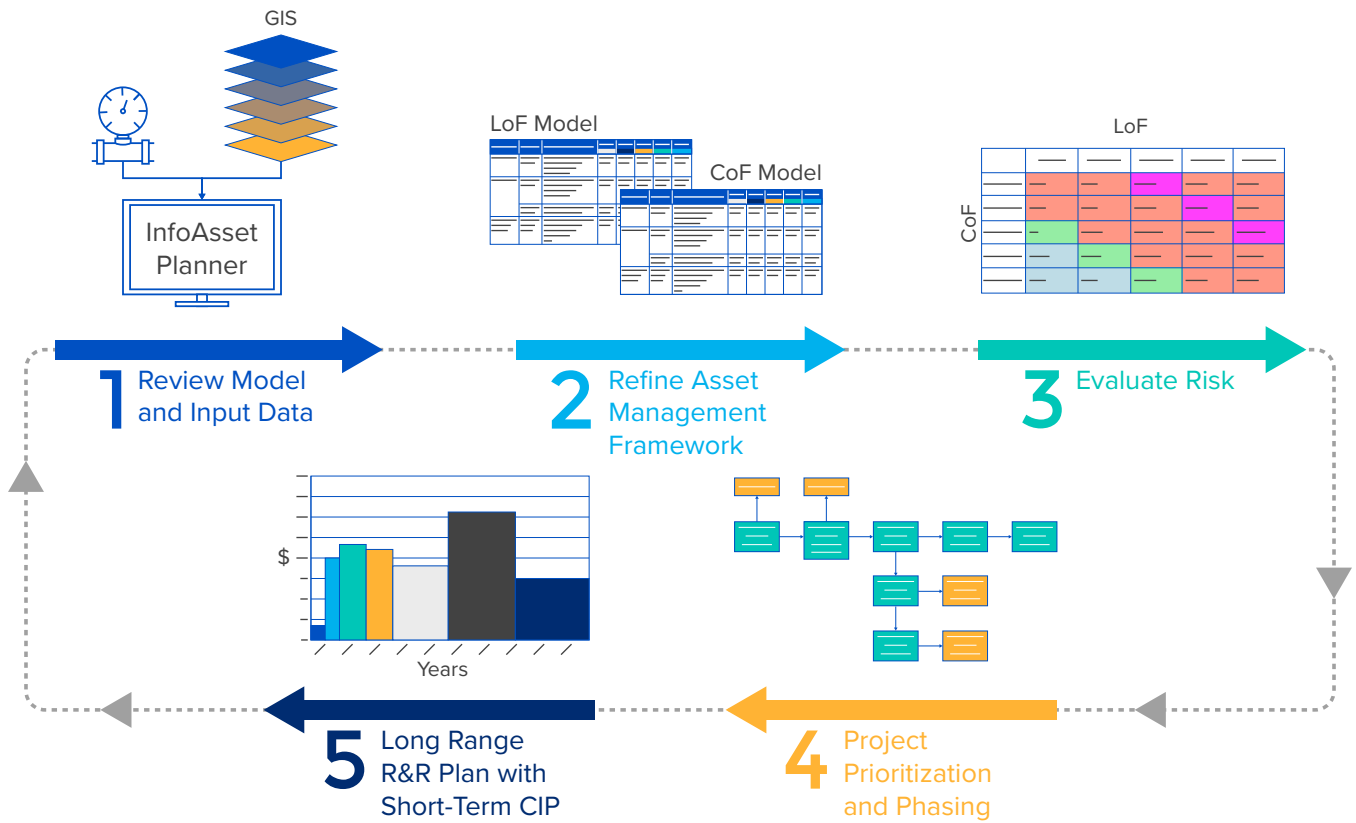 GIS
InfoAsset
Planner
LoF Model
CoF Model
LoF
CoF
1
Review Model
and Input Data
2
Refine Asset
Management
Framework
3
Evaluate Risk
$
Years
5
Long Range
R&R Plan with
Short-Term CIP
4
Project
Prioritization
and Phasing